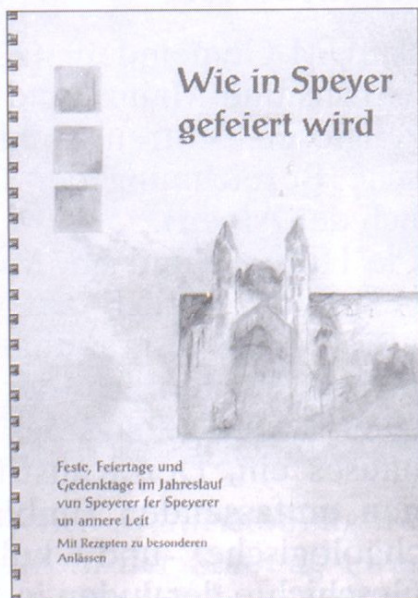 Wie in Speyer
gefeiert wird
Feste, Feiertage und
Gedenktage im Jahreslauf
vun Speyerer fer Speyerer
un annere Leit
Mit Rezepten zu besonderen
Anlässen